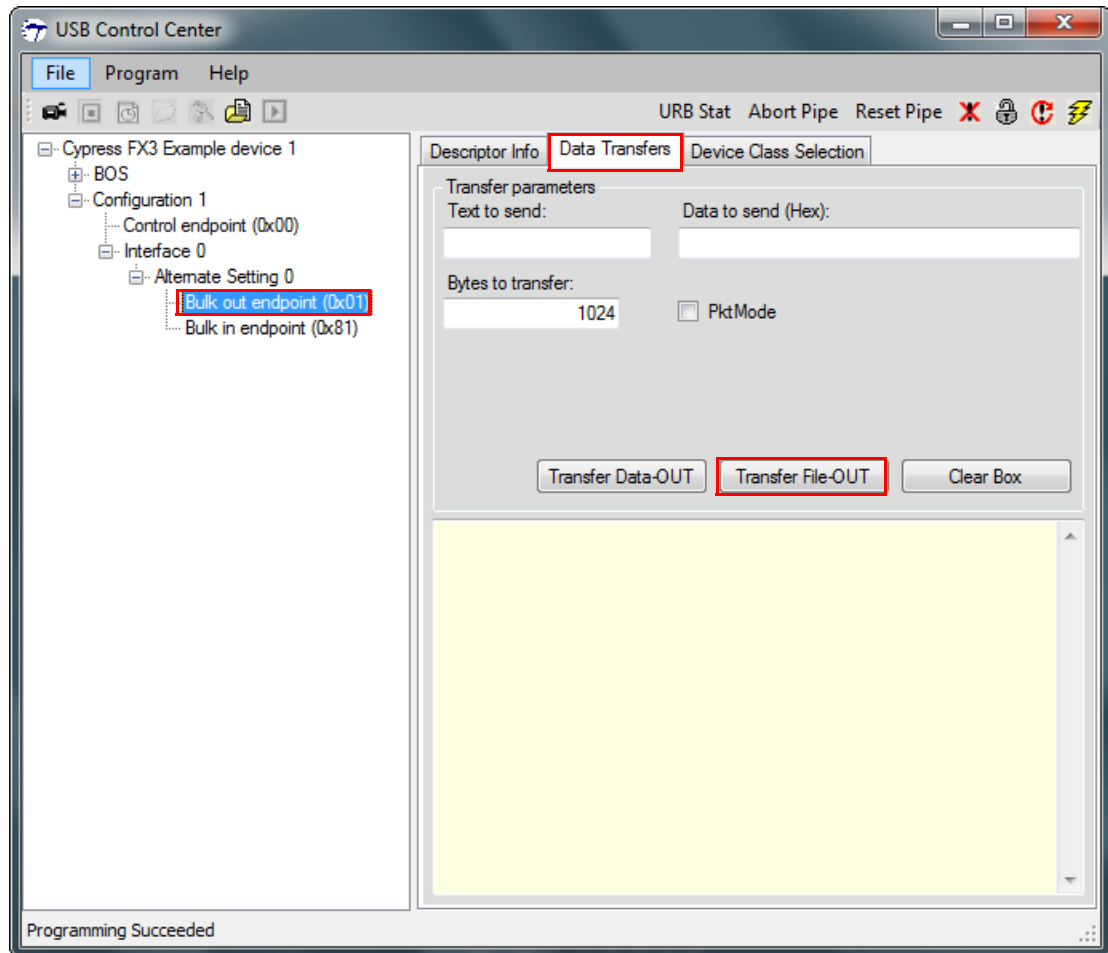 USB Control Center
File Program Help
URB Stat Abort Pipe Reset Pipe
Cypress FX3 Example device 1
BOS
Configuration 1
Control endpoint (0x00)
Interface 0
Alternate Setting 0
Bulk out endpoint (0x01)
Bulk in endpoint (0x81)
Descriptor Info Data Transfers Device Class Selection
Transfer parameters
Text to send: Data to send (Hex):
Bytes to transfer:
1024 PktMode
Transfer Data-OUT Transfer File-OUT Clear Box
Programming Succeeded